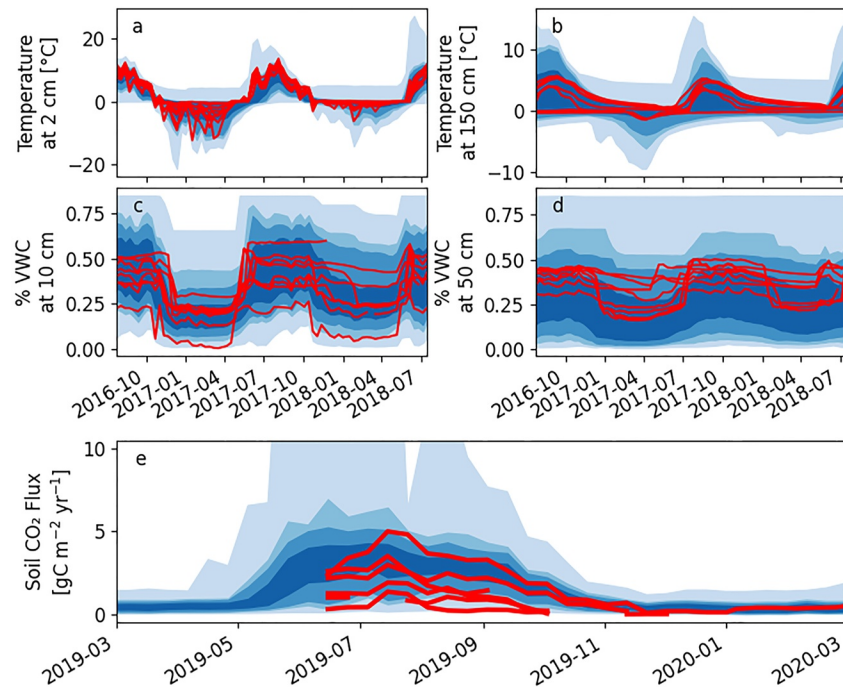 a
Temperature
at 2 cm [°C]
20
0
−20
b
Temperature
at 150 cm [°C]
10
0
−10
c
% VWC
at 10 cm
0.75
0.50
0.25
0.00
d
% VWC
at 50 cm
0.75
0.50
0.25
0.00
2016-10
2017-01
2017-04
2017-07
2017-10
2018-01
2018-04
2018-07
2016-10
2017-01
2017-04
2017-07
2017-10
2018-01
2018-04
2018-07
e
Soil CO₂ Flux
[gC m⁻² yr⁻¹]
10
5
0
2019-03
2019-05
2019-07
2019-09
2019-11
2020-01
2020-03